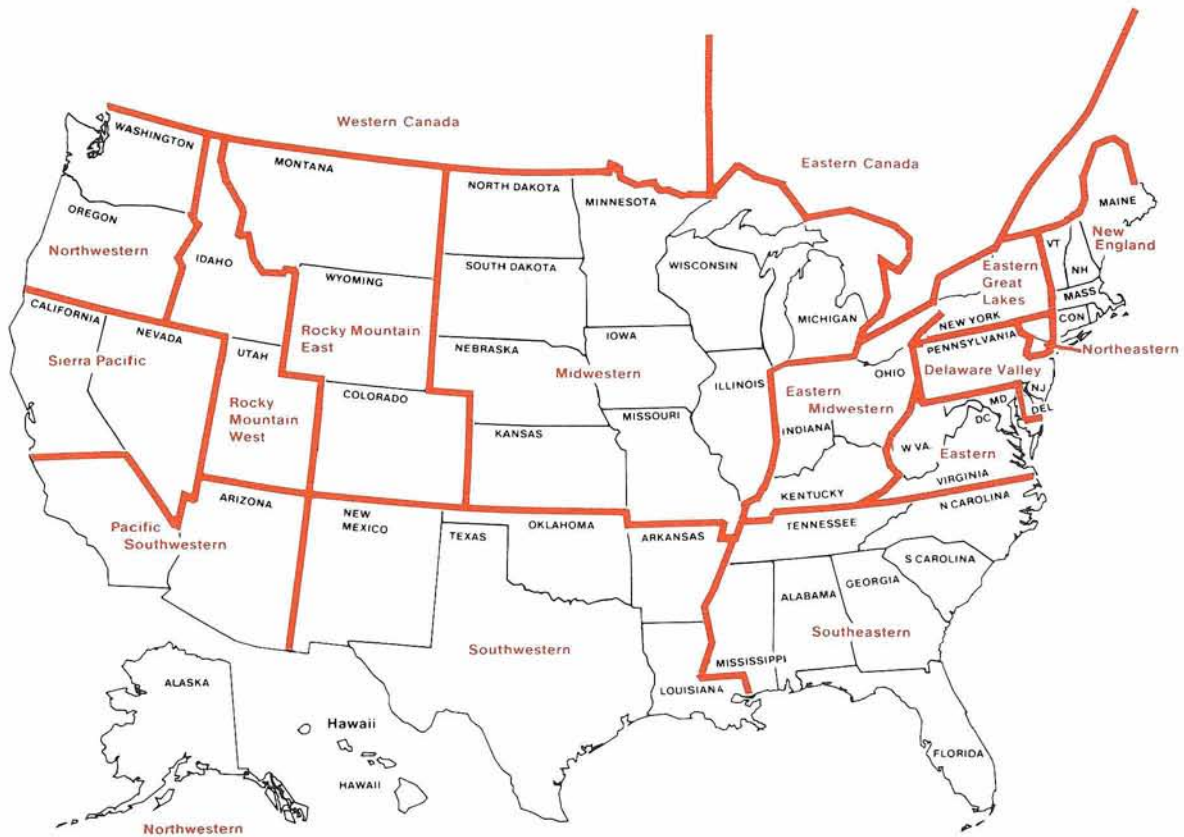 Western Canada
Eastern Canada
WASHINGTON
MONTANA
NORTH DAKOTA
MINNESOTA
MAINE
OREGON
Northwestern
IDAHO
WYOMING
SOUTH DAKOTA
WISCONSIN
MICHIGAN
Eastern
Great
Lakes
VT
New
England
NH
MASS
CALIFORNIA
NEVADA
Sierra Pacific
UTAH
Rocky Mountain
East
NEBRASKA
IOWA
Midwestern
NEW YORK
CON
PENNSYLVANIA
Northeastern
Delaware Valley
Rocky
Mountain
West
COLORADO
KANSAS
MISSOURI
ILLINOIS
Eastern
Midwestern
INDIANA
OHIO
NJ
MD
DEL
DC
W VA.
Eastern
VIRGINIA
KENTUCKY
N CAROLINA
Pacific
Southwestern
ARIZONA
NEW
MEXICO
TEXAS
OKLAHOMA
ARKANSAS
TENNESSEE
S CAROLINA
ALABAMA
GEORGIA
Southeastern
Southwestern
MISSISSIPPI
LOUISIANA
FLORIDA
ALASKA
Hawaii
HAWAII
Northwestern